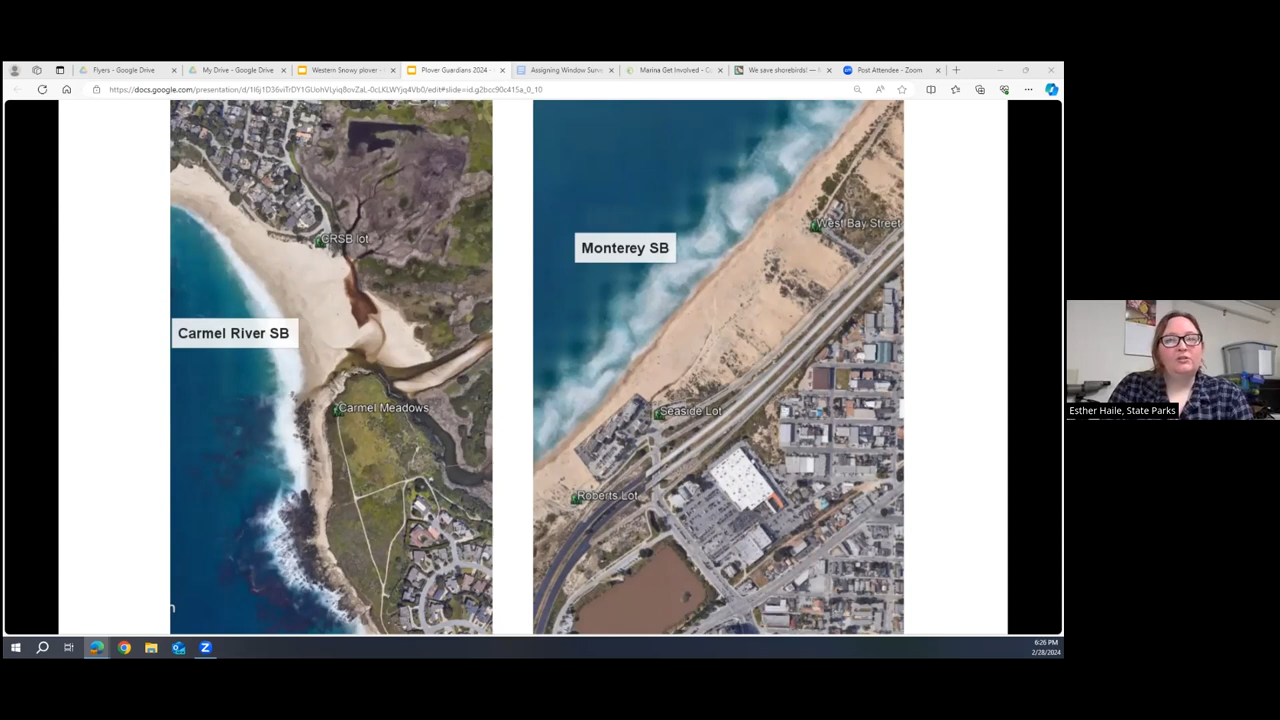 Flyers - Google Drive
My Drive - Google Drive
Western Snowy plover -
Plover Guardians 2024 -
Assigning Window Surv
Marina Get Involved -
We save shorebirds! —
Post Attendee - Zoom
Carmel River SB
CRSB lot
Carmel Meadows
Monterey SB
West Bay Street
Seaside Lot
Roberts Lot
Esther Haile, State Parks
6:26 PM
2/28/2024